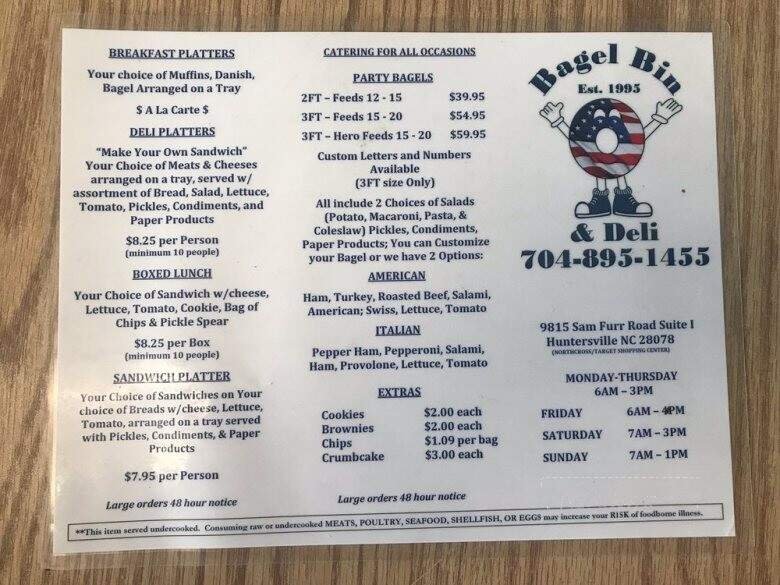 BREAKFAST PLATTERS
Your choice of Muffins, Danish,
Bagel Arranged on a Tray
$ A La Carte $
DELI PLATTERS
"Make Your Own Sandwich"
Your Choice of Meats & Cheeses
arranged on a tray, served w/
assortment of Bread, Salad, Lettuce,
Tomato, Pickles, Condiments, and
Paper Products
$8.25 per Person
(minimum 10 people)
BOXED LUNCH
Your Choice of Sandwich w/cheese,
Lettuce, Tomato, Cookie, Bag of
Chips & Pickle Spear
$8.25 per Box
(minimum 10 people)
SANDWICH PLATTER
Your Choice of Sandwiches on Your
choice of Breads w/cheese, Lettuce,
Tomato, arranged on a tray served
with Pickles, Condiments, & Paper
Products
$7.95 per Person
Large orders 48 hour notice
CATERING FOR ALL OCCASIONS
PARTY BAGELS
2FT – Feeds 12 - 15 $39.95
3FT – Feeds 15 - 20 $54.95
3FT – Hero Feeds 15 - 20 $59.95
Custom Letters and Numbers
Available
(3FT size Only)
All include 2 Choices of Salads
(Potato, Macaroni, Pasta, &
Coleslaw) Pickles, Condiments,
Paper Products; You can Customize
your Bagel or we have 2 Options:
AMERICAN
Ham, Turkey, Roasted Beef, Salami,
American; Swiss, Lettuce, Tomato
ITALIAN
Pepper Ham, Pepperoni, Salami,
Ham, Provolone, Lettuce, Tomato
EXTRAS
Cookies $2.00 each
Brownies $2.00 each
Chips $1.09 per bag
Crumbcake $3.00 each
Large orders 48 hour notice
Bagel Bin
Est. 1995
& Deli
704-895-1455
9815 Sam Furr Road Suite I
Huntersville NC 28078
(NORTHCROSS/TARGET SHOPPING CENTER)
MONDAY-THURSDAY
6AM – 3PM
FRIDAY 6AM – 4PM
SATURDAY 7AM – 3PM
SUNDAY 7AM – 1PM
**This item served undercooked. Consuming raw or undercooked MEATS, POULTRY, SEAFOOD, SHELLFISH, OR EGGS may increase your RISK of foodborne illness.